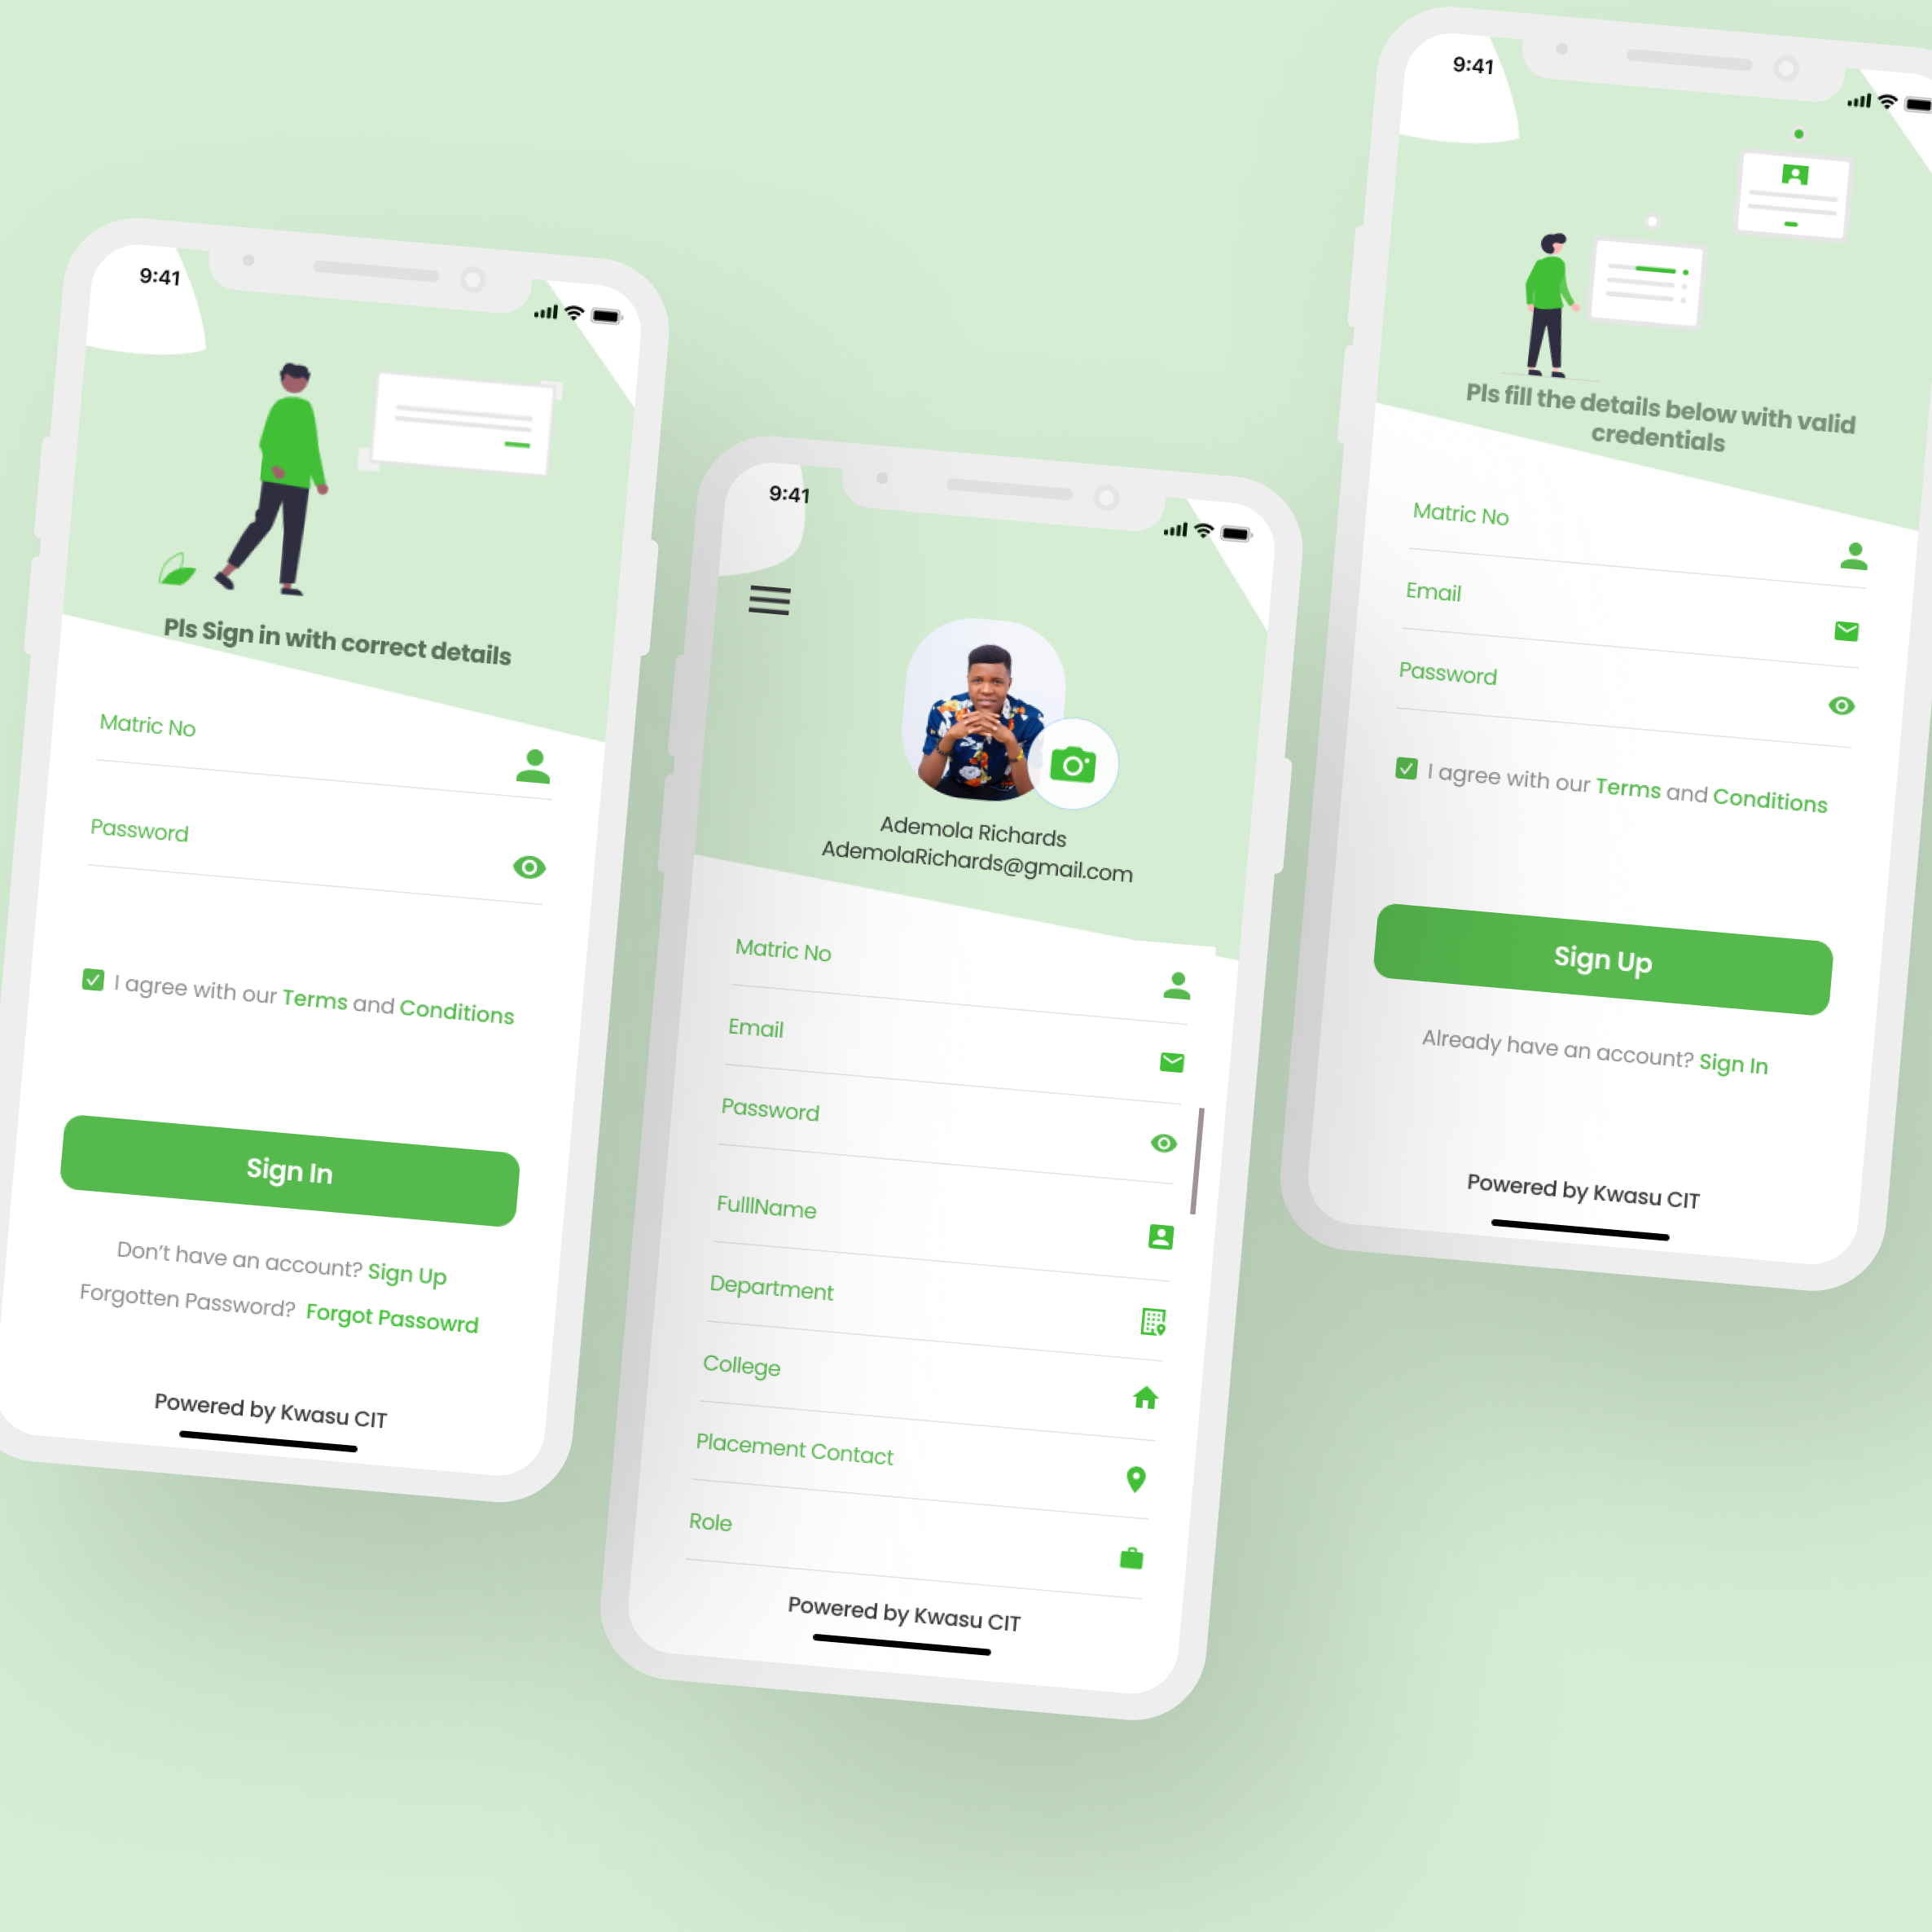 9:41
Pls Sign in with correct details
Matric No
Password
I agree with our Terms and Conditions
Sign In
Don’t have an account? Sign Up
Forgotten Password? Forgot Passowrd
Powered by Kwasu CIT
9:41
Ademola Richards
AdemolaRichards@gmail.com
Matric No
Email
Password
FulllName
Department
College
Placement Contact
Role
Powered by Kwasu CIT
9:41
Pls fill the details below with valid
credentials
Matric No
Email
Password
I agree with our Terms and Conditions
Sign Up
Already have an account? Sign In
Powered by Kwasu CIT